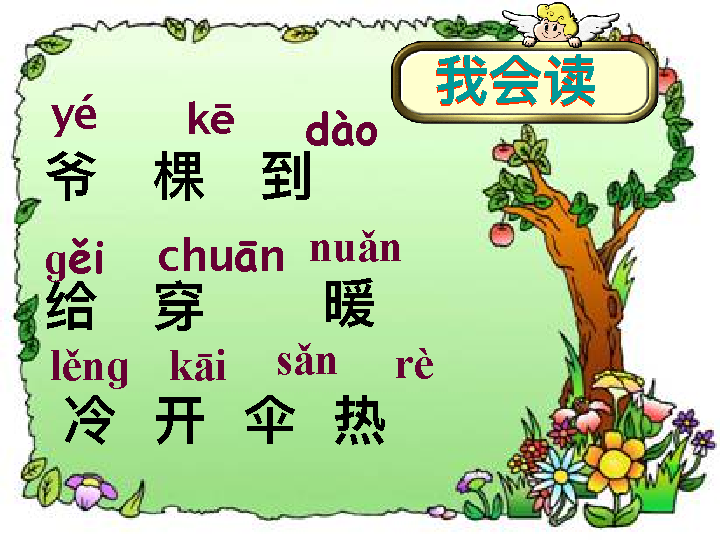 我会读
yé kē dào
爷 棵 到
gěi chuān nuǎn
给 穿 暖
lěng kāi sǎn rè
冷 开 伞 热